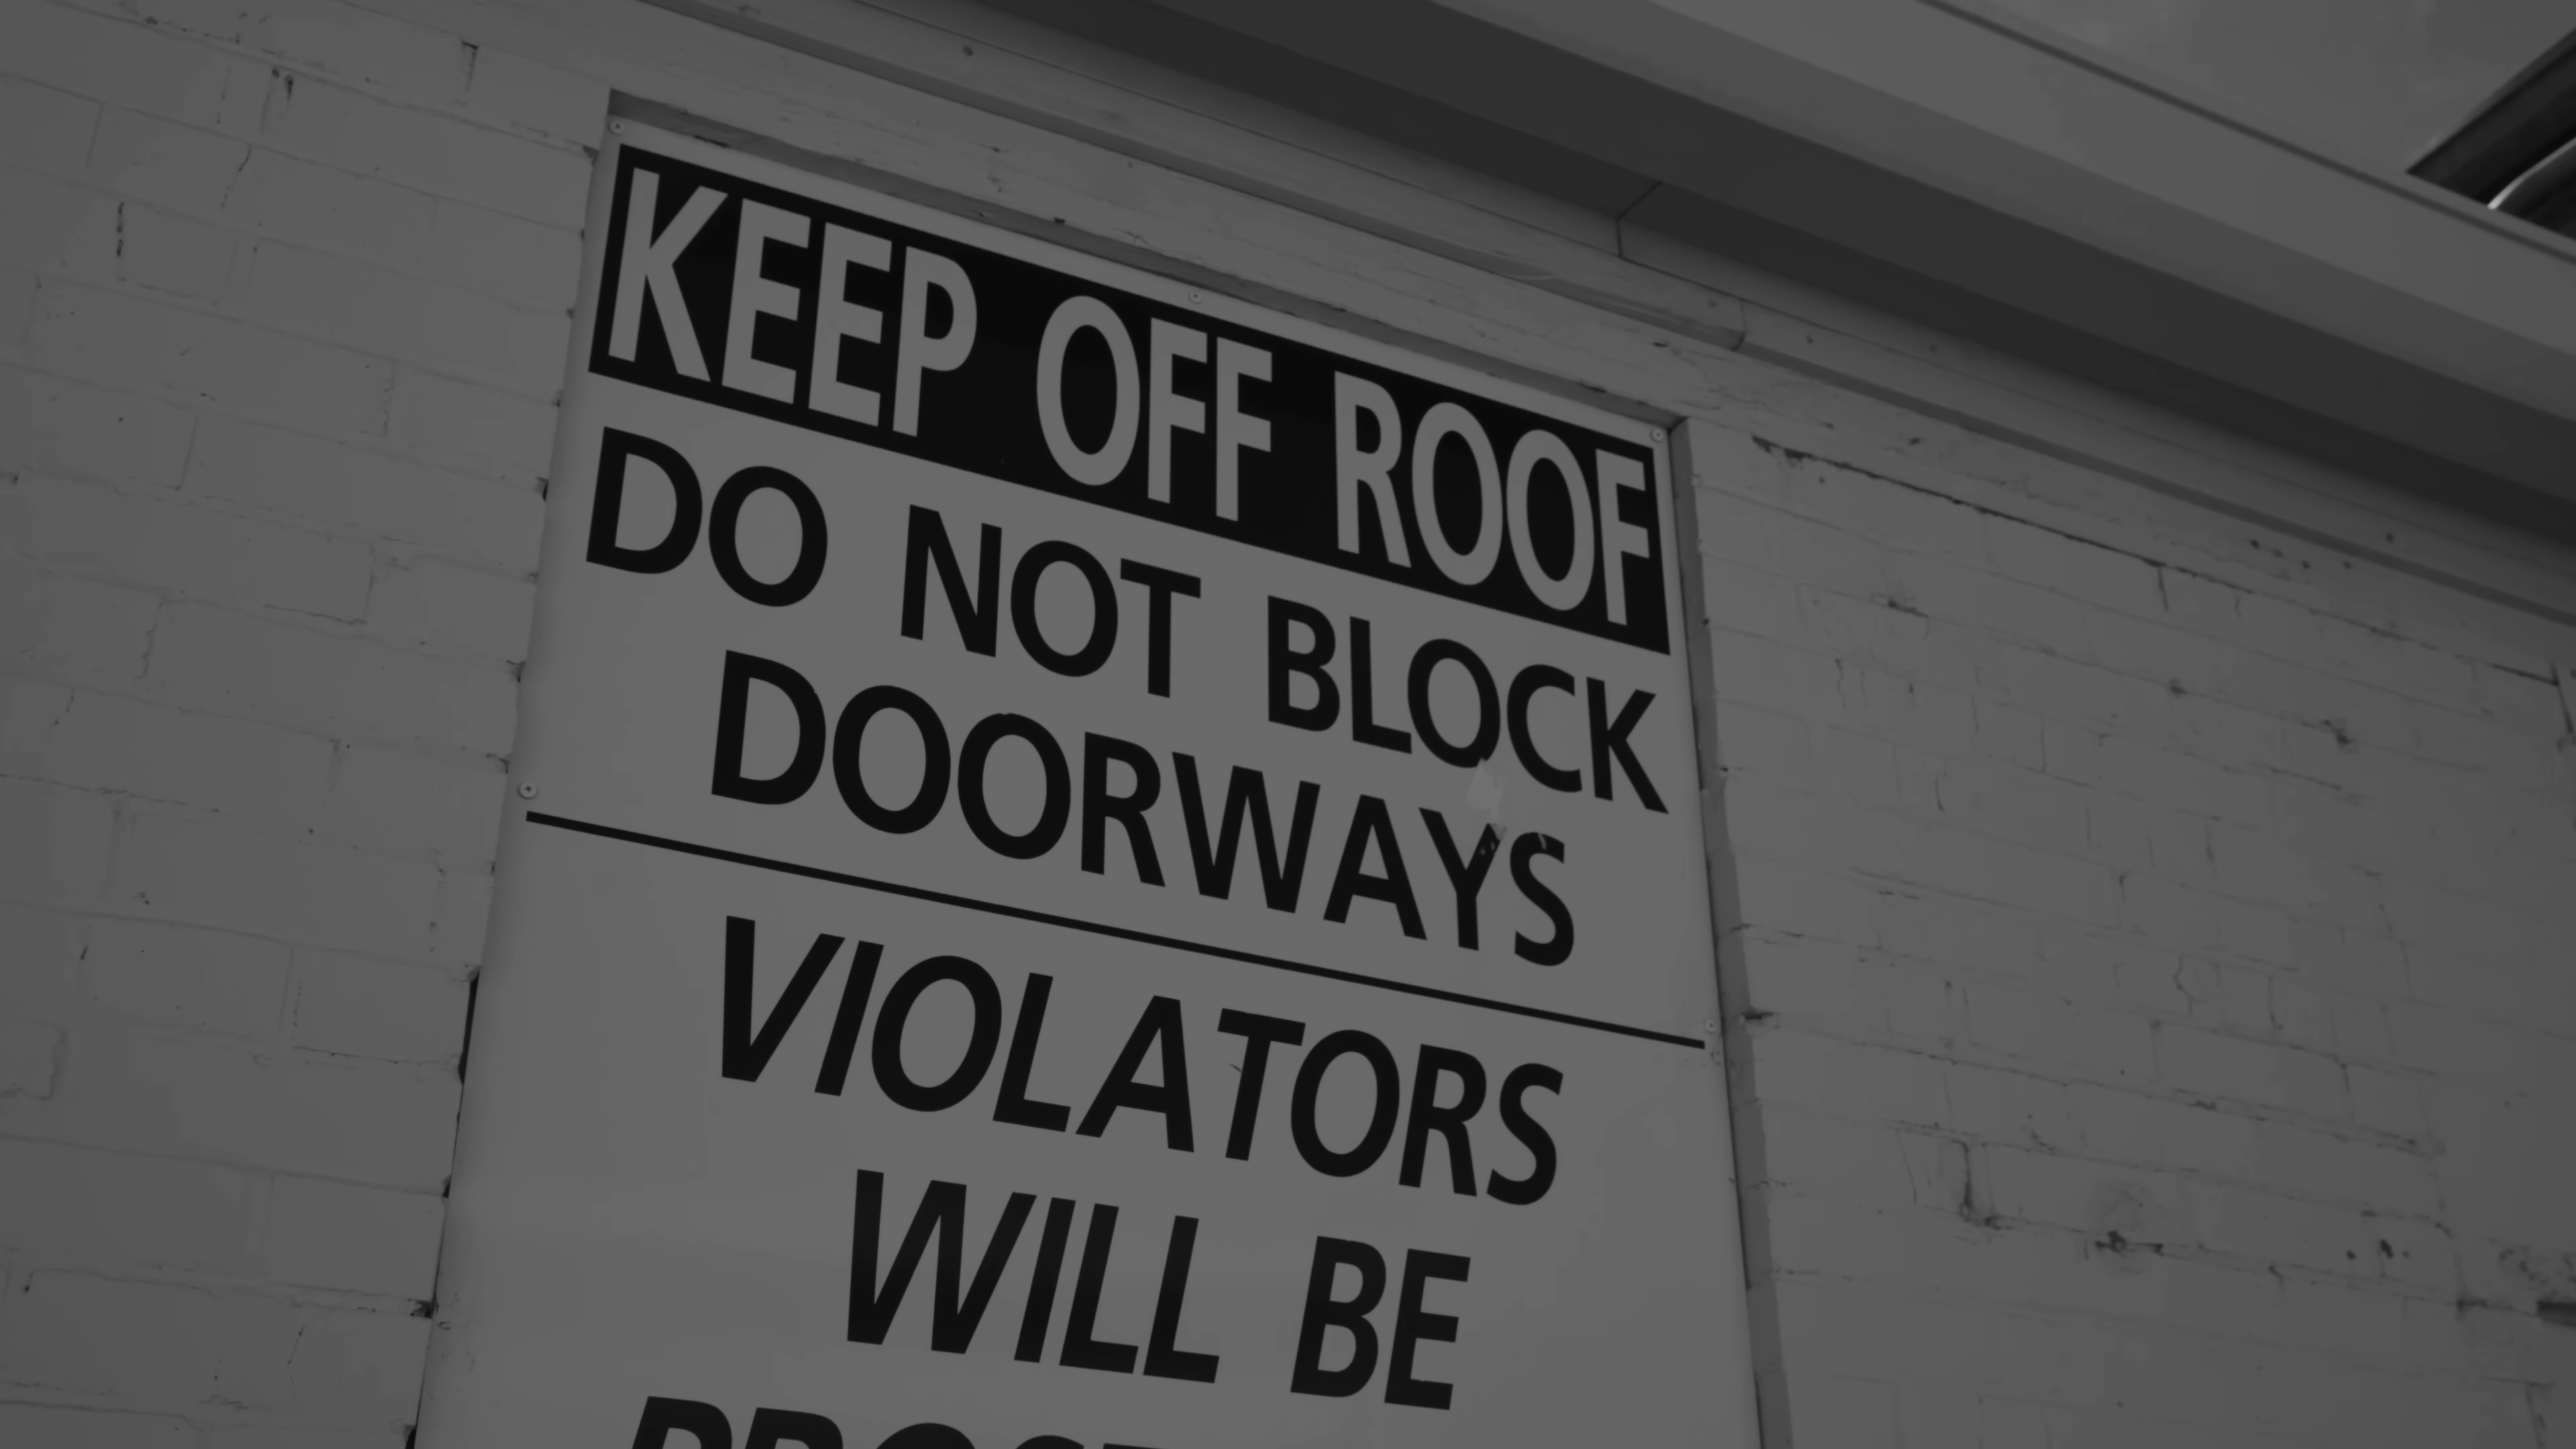 KEEP OFF ROOF
DO NOT BLOCK
DOORWAYS
VIOLATORS
WILL BE